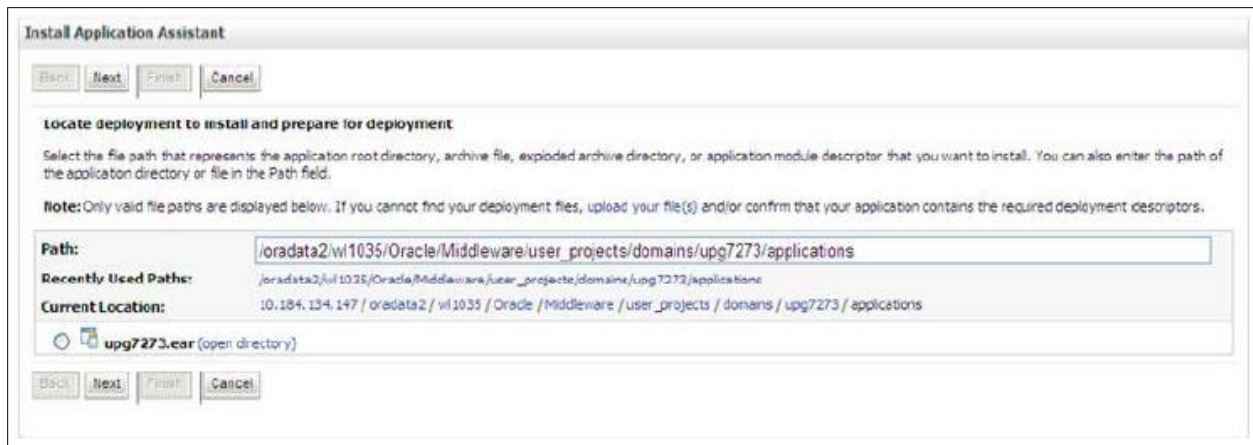 Install Application Assistant
Back Next Finish Cancel
Locate deployment to install and prepare for deployment
Select the file path that represents the application root directory, archive file, exploded archive directory, or application module descriptor that you want to install. You can also enter the path of
the application directory or file in the Path field.
Note: Only valid file paths are displayed below. If you cannot find your deployment files, upload your file(s) and/or confirm that your application contains the required deployment descriptors.
Path: /oradata2/wl1035/Oracle/Middleware/user_projects/domains/upg7273/applications
Recently Used Paths: /oradata2/wl1035/Oracle/Middleware/user_projects/domains/upg7273/applications
Current Location: 10.184.134.147 / oradata2 / wl1035 / Oracle / Middleware / user_projects / domains / upg7273 / applications
upg7273.ear (open directory)
Back Next Finish Cancel